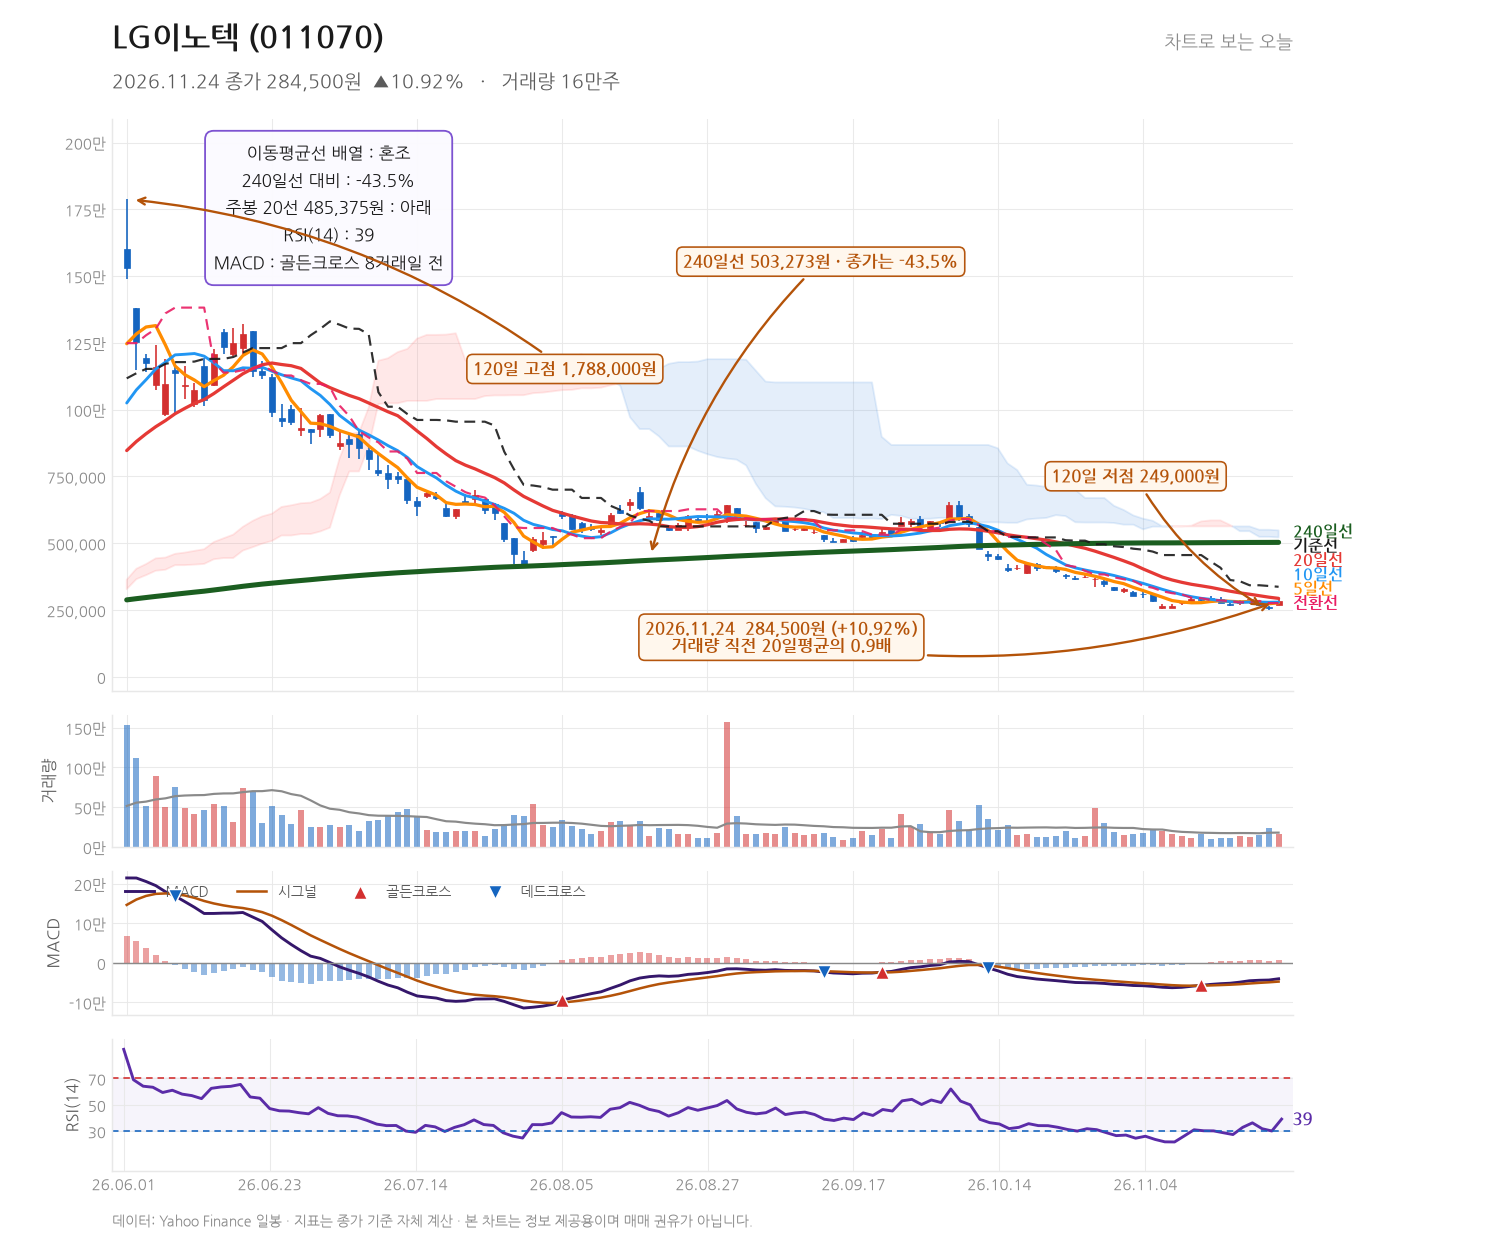 LG이노텍 (011070)
차트로 보는 오늘
2026.11.24 종가 284,500원 ▲10.92% · 거래량 16만주
200만
175만
150만
125만
100만
750,000
500,000
250,000
0
이동평균선 배열 : 혼조
240일선 대비 : -43.5%
주봉 20선 485,375원 : 아래
RSI(14) : 39
MACD : 골든크로스 8거래일 전
240일선 503,273원 · 종가는 -43.5%
120일 고점 1,788,000원
120일 저점 249,000원
2026.11.24 284,500원 (+10.92%)
거래량 직전 20일평균의 0.9배
240일선
기준선
20일선
10일선
5일선
전환선
거래량
150만
100만
50만
0만
MACD
20만
10만
0
-10만
MACD
시그널
골든크로스
데드크로스
RSI(14)
70
50
30
39
26.06.01
26.06.23
26.07.14
26.08.05
26.08.27
26.09.17
26.10.14
26.11.04
데이터: Yahoo Finance 일봉 · 지표는 종가 기준 자체 계산 · 본 차트는 정보 제공용이며 매매 권유가 아닙니다.